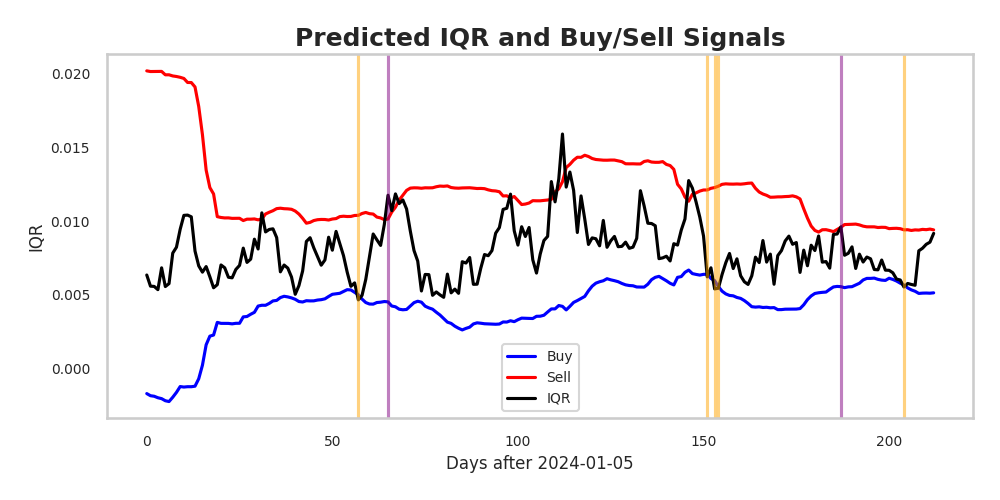 Predicted IQR and Buy/Sell Signals
0.020
0.015
0.010
0.005
0.000
IQR
Buy
Sell
IQR
0 50 100 150 200
Days after 2024-01-05